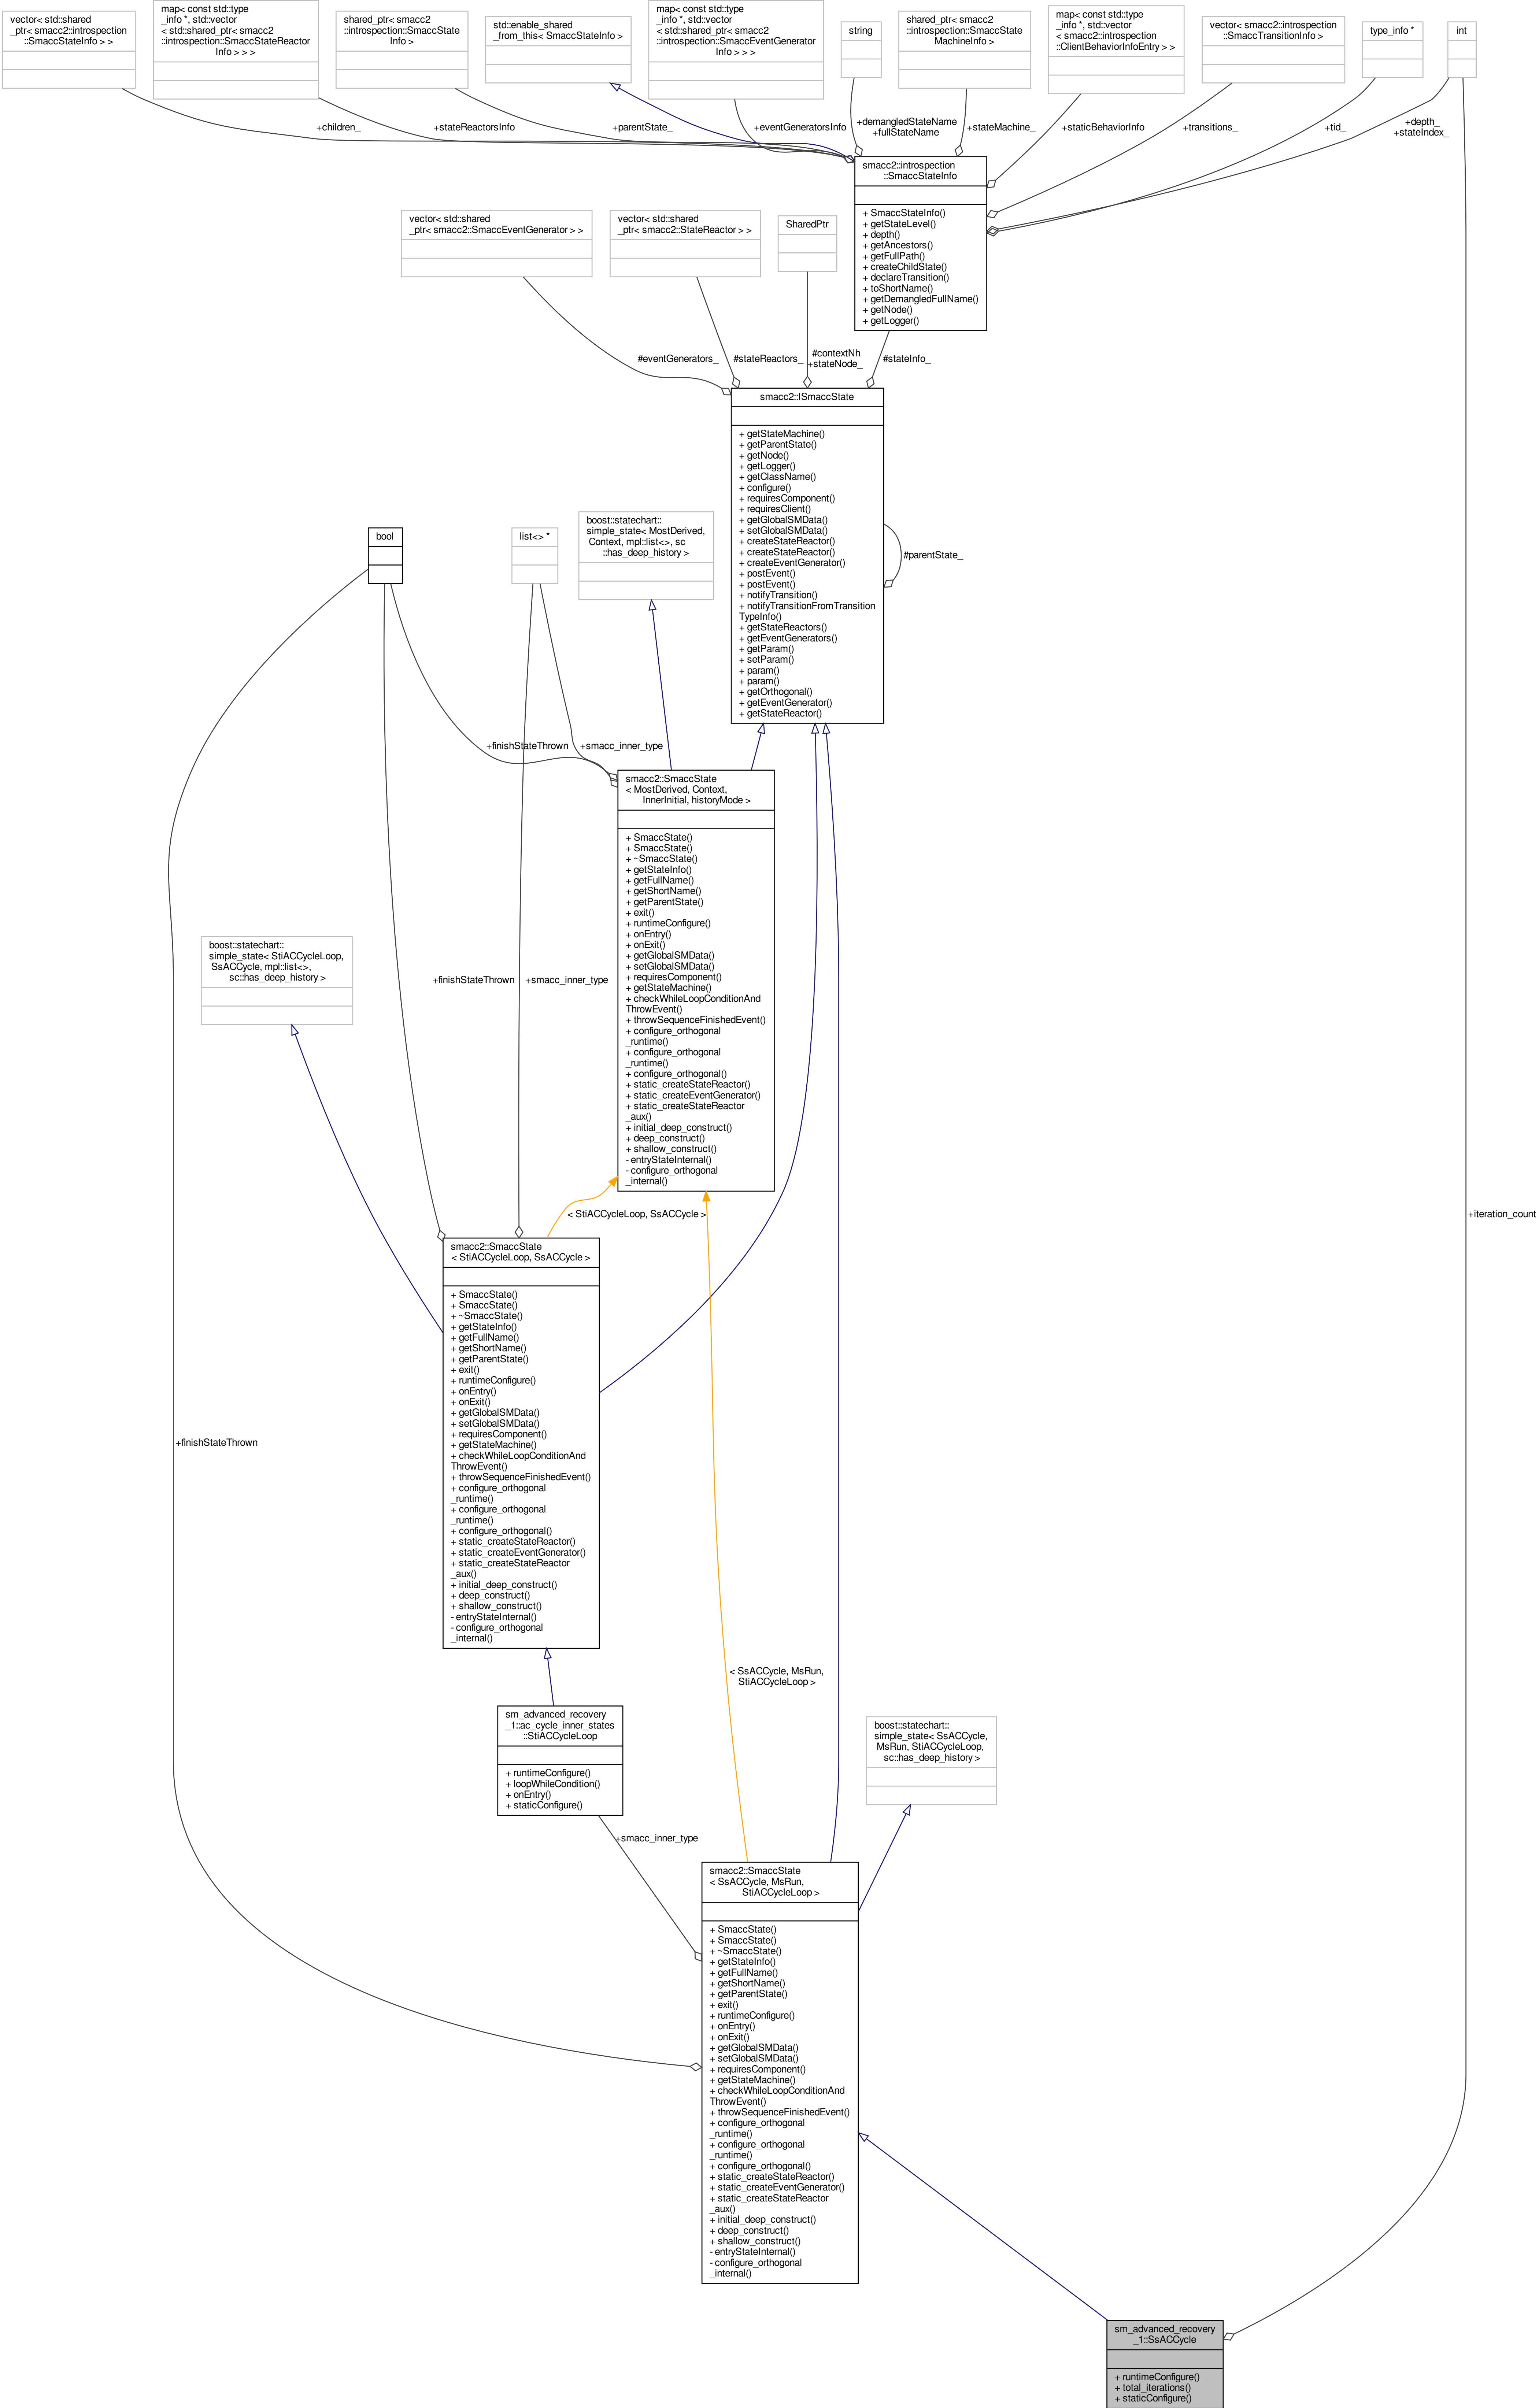 vector< std::shared
_ptr< smacc2::introspection
::SmaccStateInfo > >
map< const std::type
_info *, std::vector
< std::shared_ptr< smacc2
::introspection::SmaccStateReactor
Info > > >
shared_ptr< smacc2
::introspection::SmaccState
Info >
std::enable_shared
_from_this< SmaccStateInfo >
map< const std::type
_info *, std::vector
< std::shared_ptr< smacc2
::introspection::SmaccEventGenerator
Info > > >
string
shared_ptr< smacc2
::introspection::SmaccState
MachineInfo >
map< const std::type
_info *, std::vector
< smacc2::introspection
::ClientBehaviorInfoEntry > >
vector< smacc2::introspection
::SmaccTransitionInfo >
type_info *
int
+children_
+stateReactorsInfo
+parentState_
+eventGeneratorsInfo
+demangledStateName
+fullStateName
+stateMachine_
+staticBehaviorInfo
+transitions_
+tid_
+depth_
+stateIndex_
smacc2::introspection
::SmaccStateInfo
+ SmaccStateInfo()
+ getStateLevel()
+ depth()
+ getAncestors()
+ getFullPath()
+ createChildState()
+ declareTransition()
+ toShortName()
+ getDemangledFullName()
+ getNode()
+ getLogger()
vector< std::shared
_ptr< smacc2::SmaccEventGenerator > >
vector< std::shared
_ptr< smacc2::StateReactor > >
SharedPtr
#eventGenerators_
#stateReactors_
#contextNh
+stateNode_
#stateInfo_
smacc2::ISmaccState
+ getStateMachine()
+ getParentState()
+ getNode()
+ getLogger()
+ getClassName()
+ configure()
+ requiresComponent()
+ requiresClient()
+ getGlobalSMData()
+ setGlobalSMData()
+ createStateReactor()
+ createStateReactor()
+ createEventGenerator()
+ postEvent()
+ postEvent()
+ notifyTransition()
+ notifyTransitionFromTransition
TypeInfo()
+ getStateReactors()
+ getEventGenerators()
+ getParam()
+ setParam()
+ param()
+ param()
+ getOrthogonal()
+ getEventGenerator()
+ getStateReactor()
#parentState_
bool
list<> *
boost::statechart::
simple_state< MostDerived,
Context, mpl::list<>, sc
::has_deep_history >
+finishStateThrown
+smacc_inner_type
smacc2::SmaccState
< MostDerived, Context,
InnerInitial, historyMode >
+ SmaccState()
+ SmaccState()
+ ~SmaccState()
+ getStateInfo()
+ getFullName()
+ getShortName()
+ getParentState()
+ exit()
+ runtimeConfigure()
+ onEntry()
+ onExit()
+ getGlobalSMData()
+ setGlobalSMData()
+ requiresComponent()
+ getStateMachine()
+ checkWhileLoopConditionAnd
ThrowEvent()
+ throwSequenceFinishedEvent()
+ configure_orthogonal
_runtime()
+ configure_orthogonal
_runtime()
+ configure_orthogonal()
+ static_createStateReactor()
+ static_createEventGenerator()
+ static_createStateReactor
_aux()
+ initial_deep_construct()
+ deep_construct()
+ shallow_construct()
- entryStateInternal()
- configure_orthogonal
_internal()
boost::statechart::
simple_state< StiACCycleLoop,
SsACCycle, mpl::list<>,
sc::has_deep_history >
+finishStateThrown
+smacc_inner_type
< StiACCycleLoop, SsACCycle >
+iteration_count
smacc2::SmaccState
< StiACCycleLoop, SsACCycle >
+ SmaccState()
+ SmaccState()
+ ~SmaccState()
+ getStateInfo()
+ getFullName()
+ getShortName()
+ getParentState()
+ exit()
+ runtimeConfigure()
+ onEntry()
+ onExit()
+ getGlobalSMData()
+ setGlobalSMData()
+ requiresComponent()
+ getStateMachine()
+ checkWhileLoopConditionAnd
ThrowEvent()
+ throwSequenceFinishedEvent()
+ configure_orthogonal
_runtime()
+ configure_orthogonal
_runtime()
+ configure_orthogonal()
+ static_createStateReactor()
+ static_createEventGenerator()
+ static_createStateReactor
_aux()
+ initial_deep_construct()
+ deep_construct()
+ shallow_construct()
- entryStateInternal()
- configure_orthogonal
_internal()
+finishStateThrown
< SsACCycle, MsRun,
StiACCycleLoop >
sm_advanced_recovery
_1::ac_cycle_inner_states
::StiACCycleLoop
+ runtimeConfigure()
+ loopWhileCondition()
+ onEntry()
+ staticConfigure()
boost::statechart::
simple_state< SsACCycle,
MsRun, StiACCycleLoop,
sc::has_deep_history >
+smacc_inner_type
smacc2::SmaccState
< SsACCycle, MsRun,
StiACCycleLoop >
+ SmaccState()
+ SmaccState()
+ ~SmaccState()
+ getStateInfo()
+ getFullName()
+ getShortName()
+ getParentState()
+ exit()
+ runtimeConfigure()
+ onEntry()
+ onExit()
+ getGlobalSMData()
+ setGlobalSMData()
+ requiresComponent()
+ getStateMachine()
+ checkWhileLoopConditionAnd
ThrowEvent()
+ throwSequenceFinishedEvent()
+ configure_orthogonal
_runtime()
+ configure_orthogonal
_runtime()
+ configure_orthogonal()
+ static_createStateReactor()
+ static_createEventGenerator()
+ static_createStateReactor
_aux()
+ initial_deep_construct()
+ deep_construct()
+ shallow_construct()
- entryStateInternal()
- configure_orthogonal
_internal()
sm_advanced_recovery
_1::SsACCycle
+ runtimeConfigure()
+ total_iterations()
+ staticConfigure()